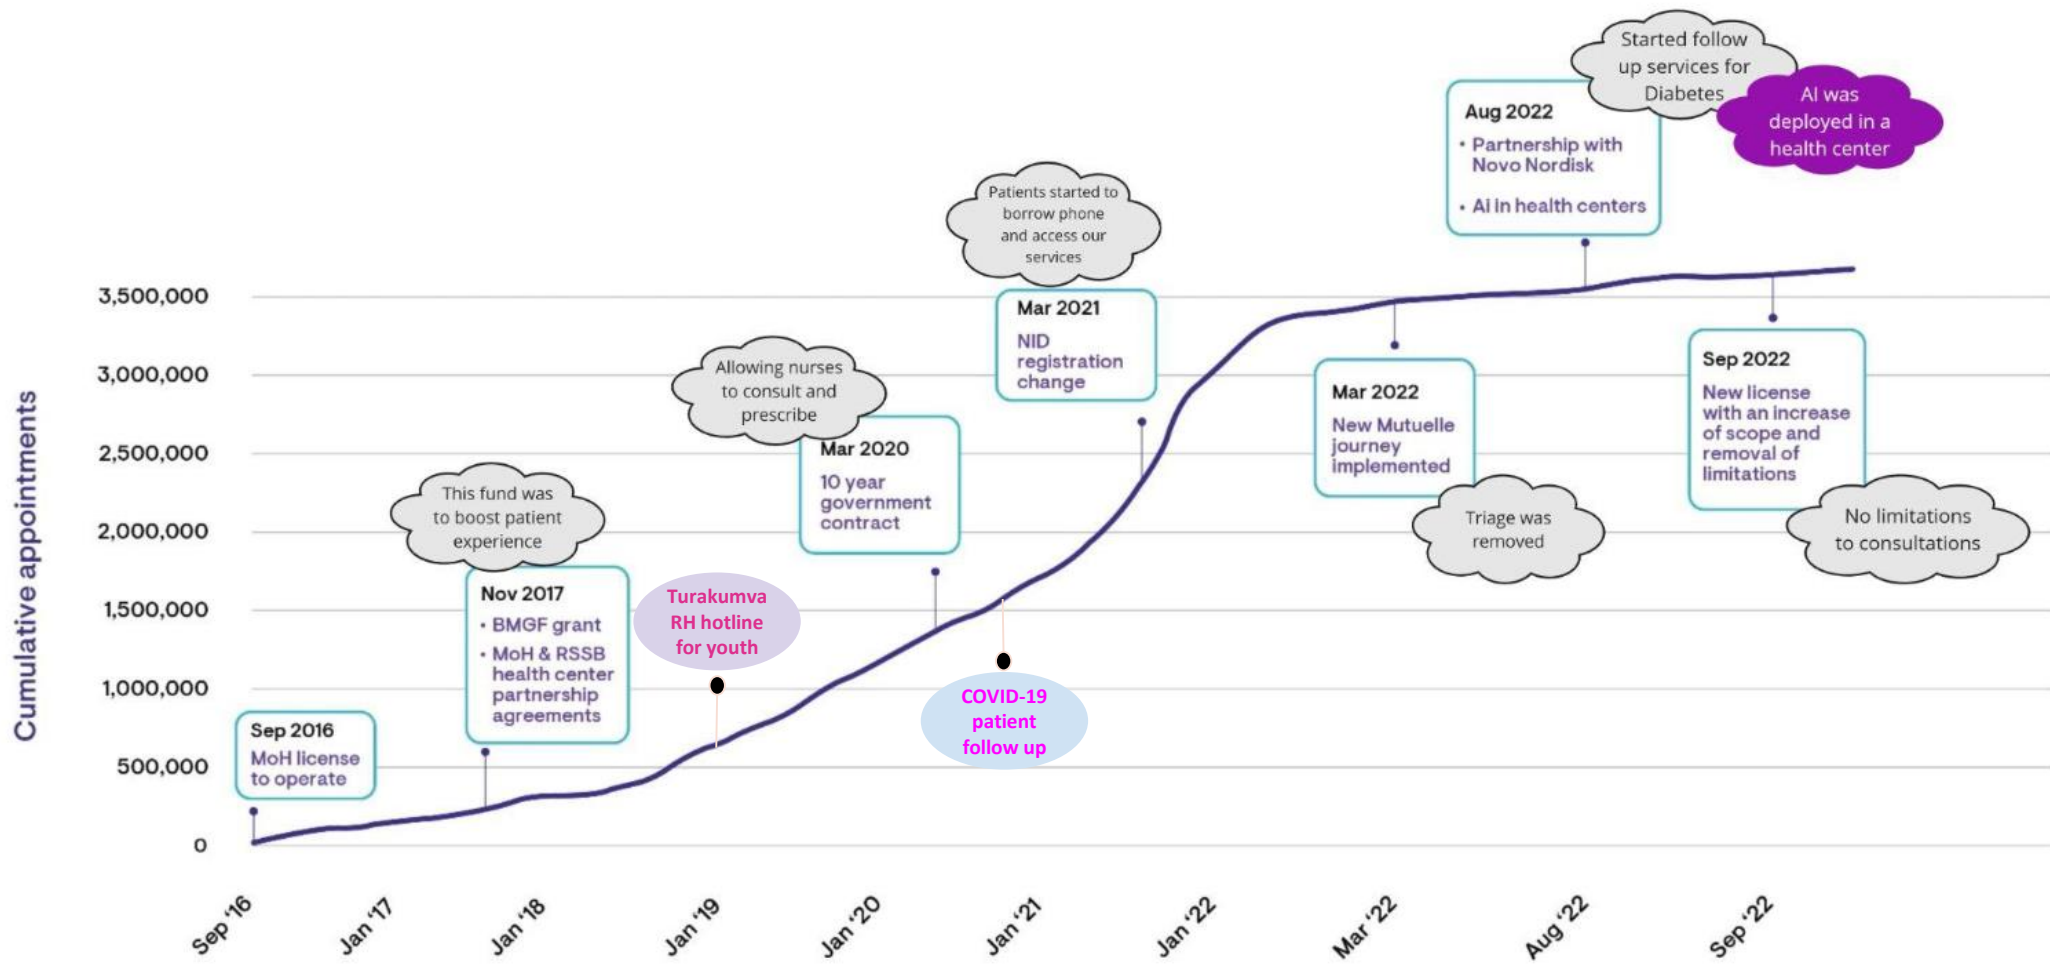 Started follow
up services for
Diabetes
AI was
deployed in a
health center
Aug 2022
• Partnership with
Novo Nordisk
• Ai in health centers
Patients started to
borrow phone
and access our
services
Mar 2021
NID
registration
change
Allowing nurses
to consult and
prescribe
Mar 2020
10 year
government
contract
This fund was
to boost patient
experience
Nov 2017
• BMGF grant
• MoH & RSSB
health center
partnership
agreements
Turakumva
RH hotline
for youth
COVID-19
patient
follow up
Sep 2016
MoH license
to operate
Mar 2022
New Mutuelle
journey
implemented
Triage was
removed
Sep 2022
New license
with an increase
of scope and
removal of
limitations
No limitations
to consultations
Cumulative appointments
3,500,000
3,000,000
2,500,000
2,000,000
1,500,000
1,000,000
500,000
0
Sep ‘16
Jan ‘17
Jan ‘18
Jan ‘19
Jan ‘20
Jan ‘21
Jan ‘22
Mar ‘22
Aug ‘22
Sep ‘22